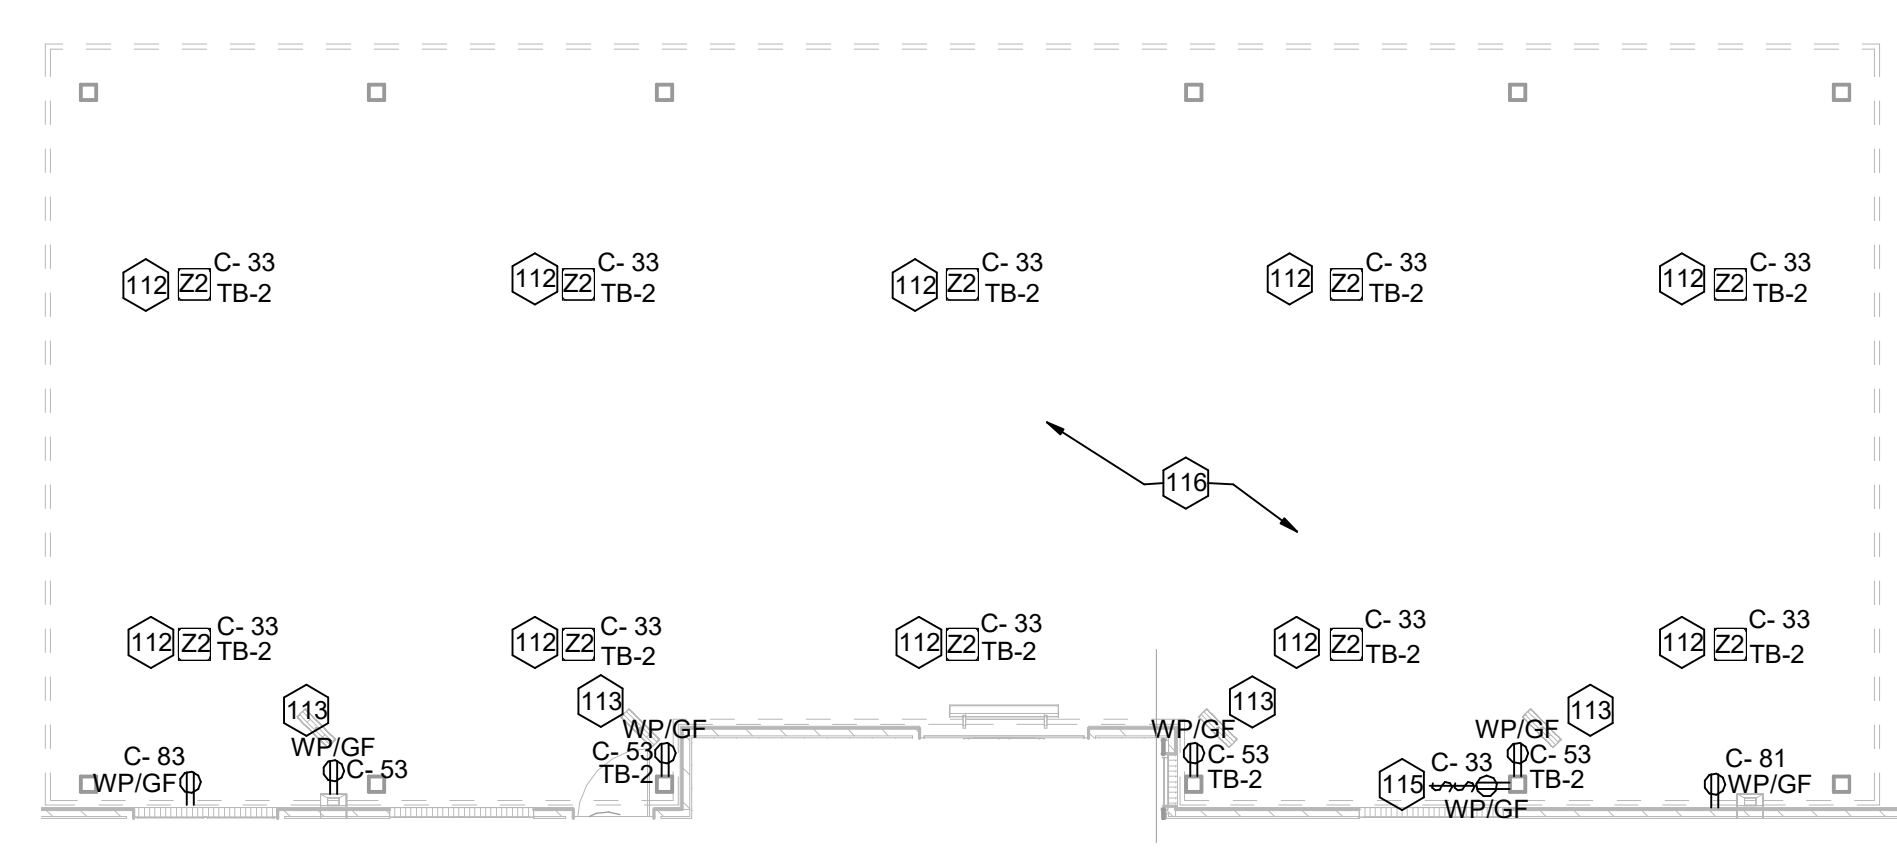 C- 33
112 Z2
TB-2
C- 33
112 Z2
TB-2
C- 33
112 Z2
TB-2
C- 33
112 Z2
TB-2
C- 33
112 Z2
TB-2
116
C- 33
112 Z2
TB-2
C- 33
112 Z2
TB-2
C- 33
112 Z2
TB-2
C- 33
112 Z2
TB-2
C- 33
112 Z2
TB-2
113
WP/GF
C- 53
C- 83
WP/GF
113
WP/GF
C- 53
TB-2
113
WP/GF
C- 53
TB-2
113
WP/GF
C- 53
TB-2
C- 33
115
WP/GF
C- 81
WP/GF